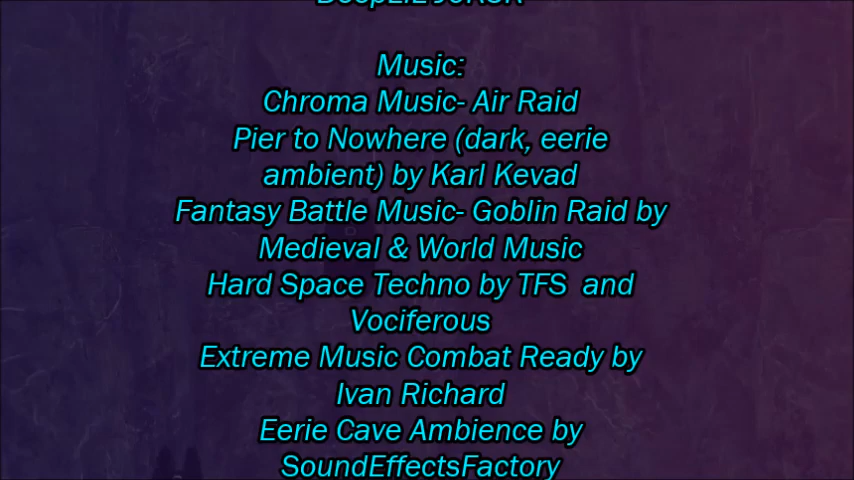 Music:
Chroma Music- Air Raid
Pier to Nowhere (dark, eerie
ambient) by Karl Kevad
Fantasy Battle Music- Goblin Raid by
Medieval & World Music
Hard Space Techno by TFS  and
Vociferous
Extreme Music Combat Ready by
Ivan Richard
Eerie Cave Ambience by
SoundEffectsFactory